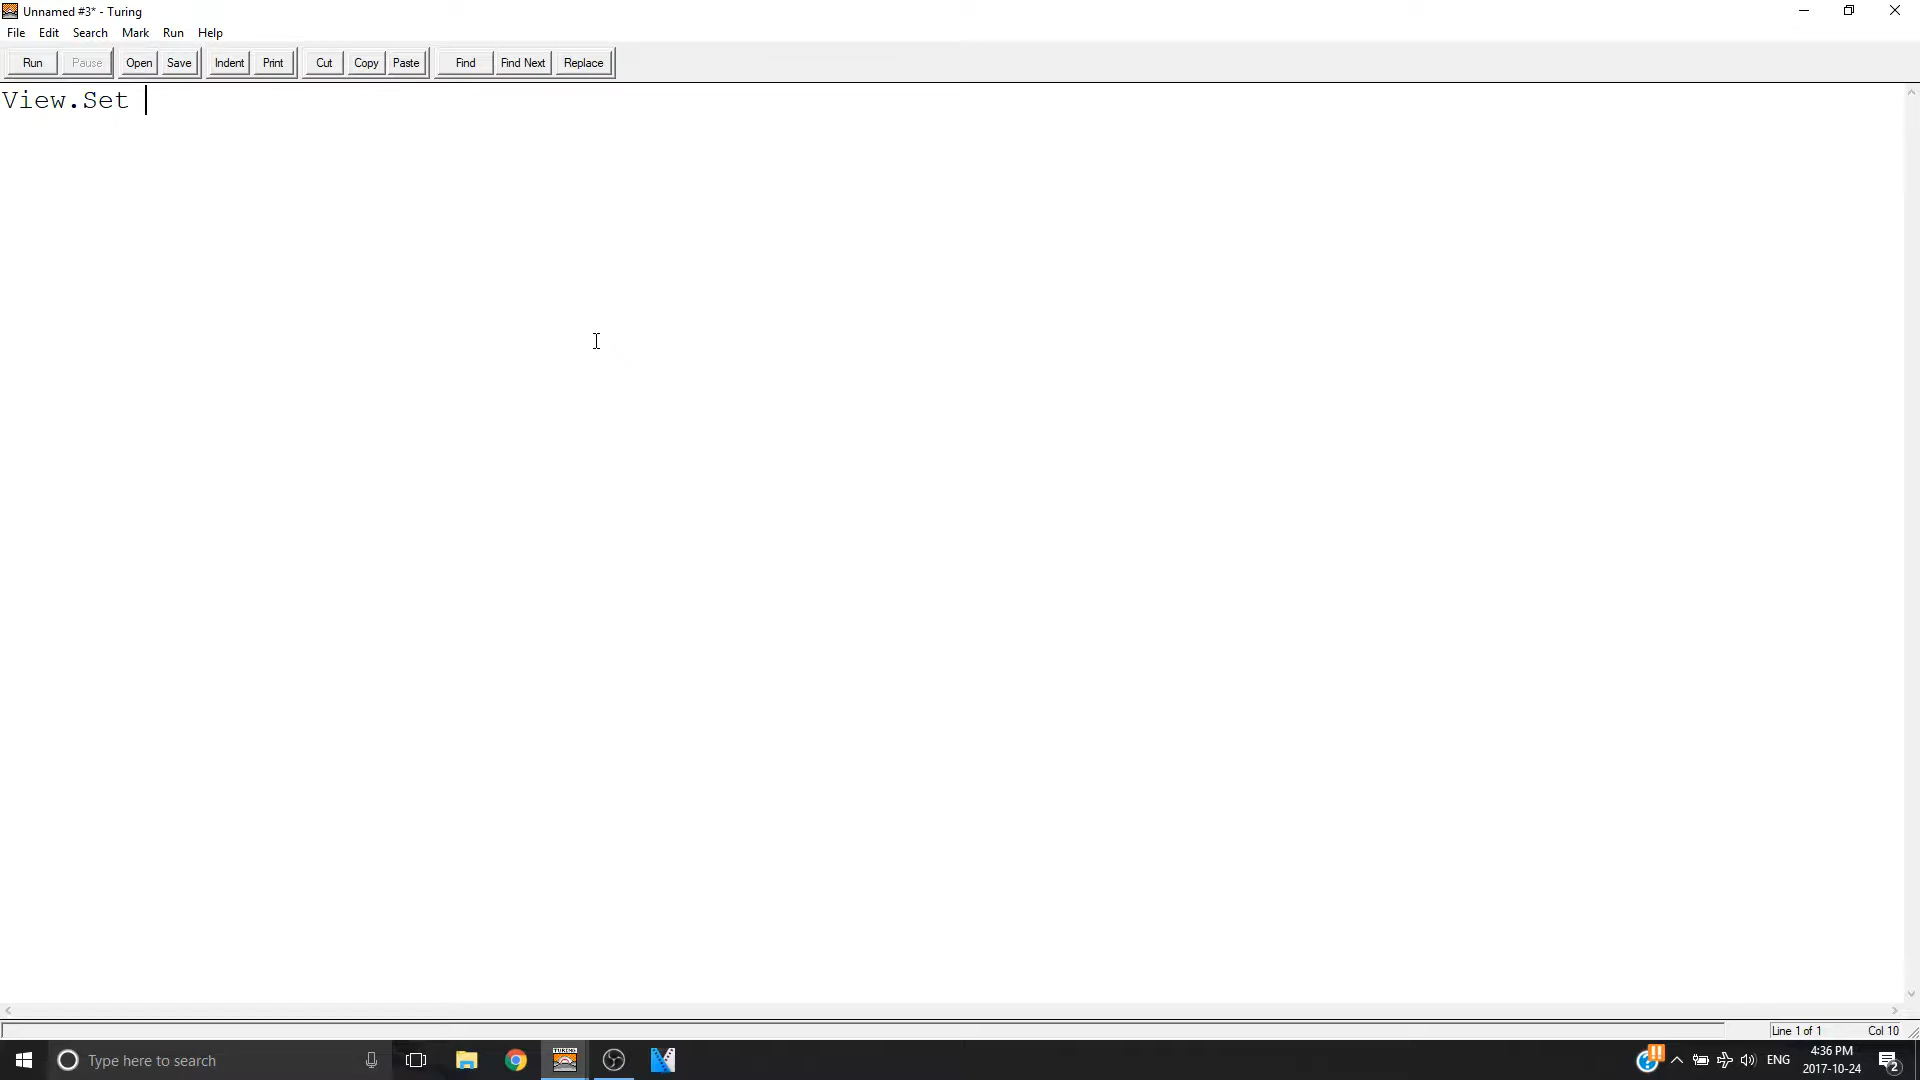 Unnamed #3* - Turing
File Edit Search Mark Run Help
Run Pause Open Save Indent Print Cut Copy Paste Find Find Next Replace
View.Set
Line 1 of 1 Col 10
Type here to search
TURING
ENG
4:36 PM
2017-10-24
2